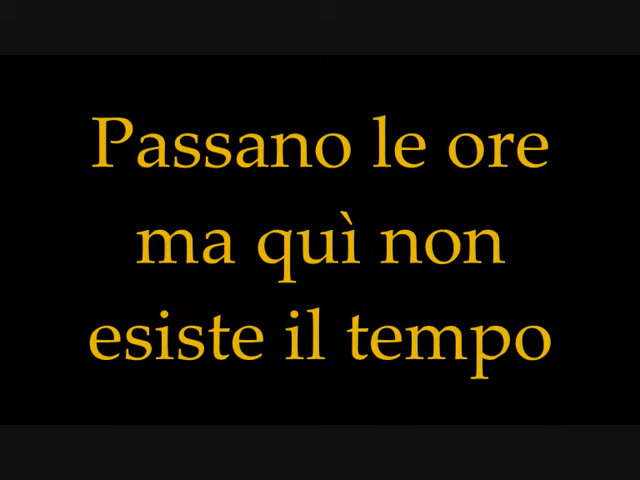 Passano le ore
ma quì non
esiste il tempo